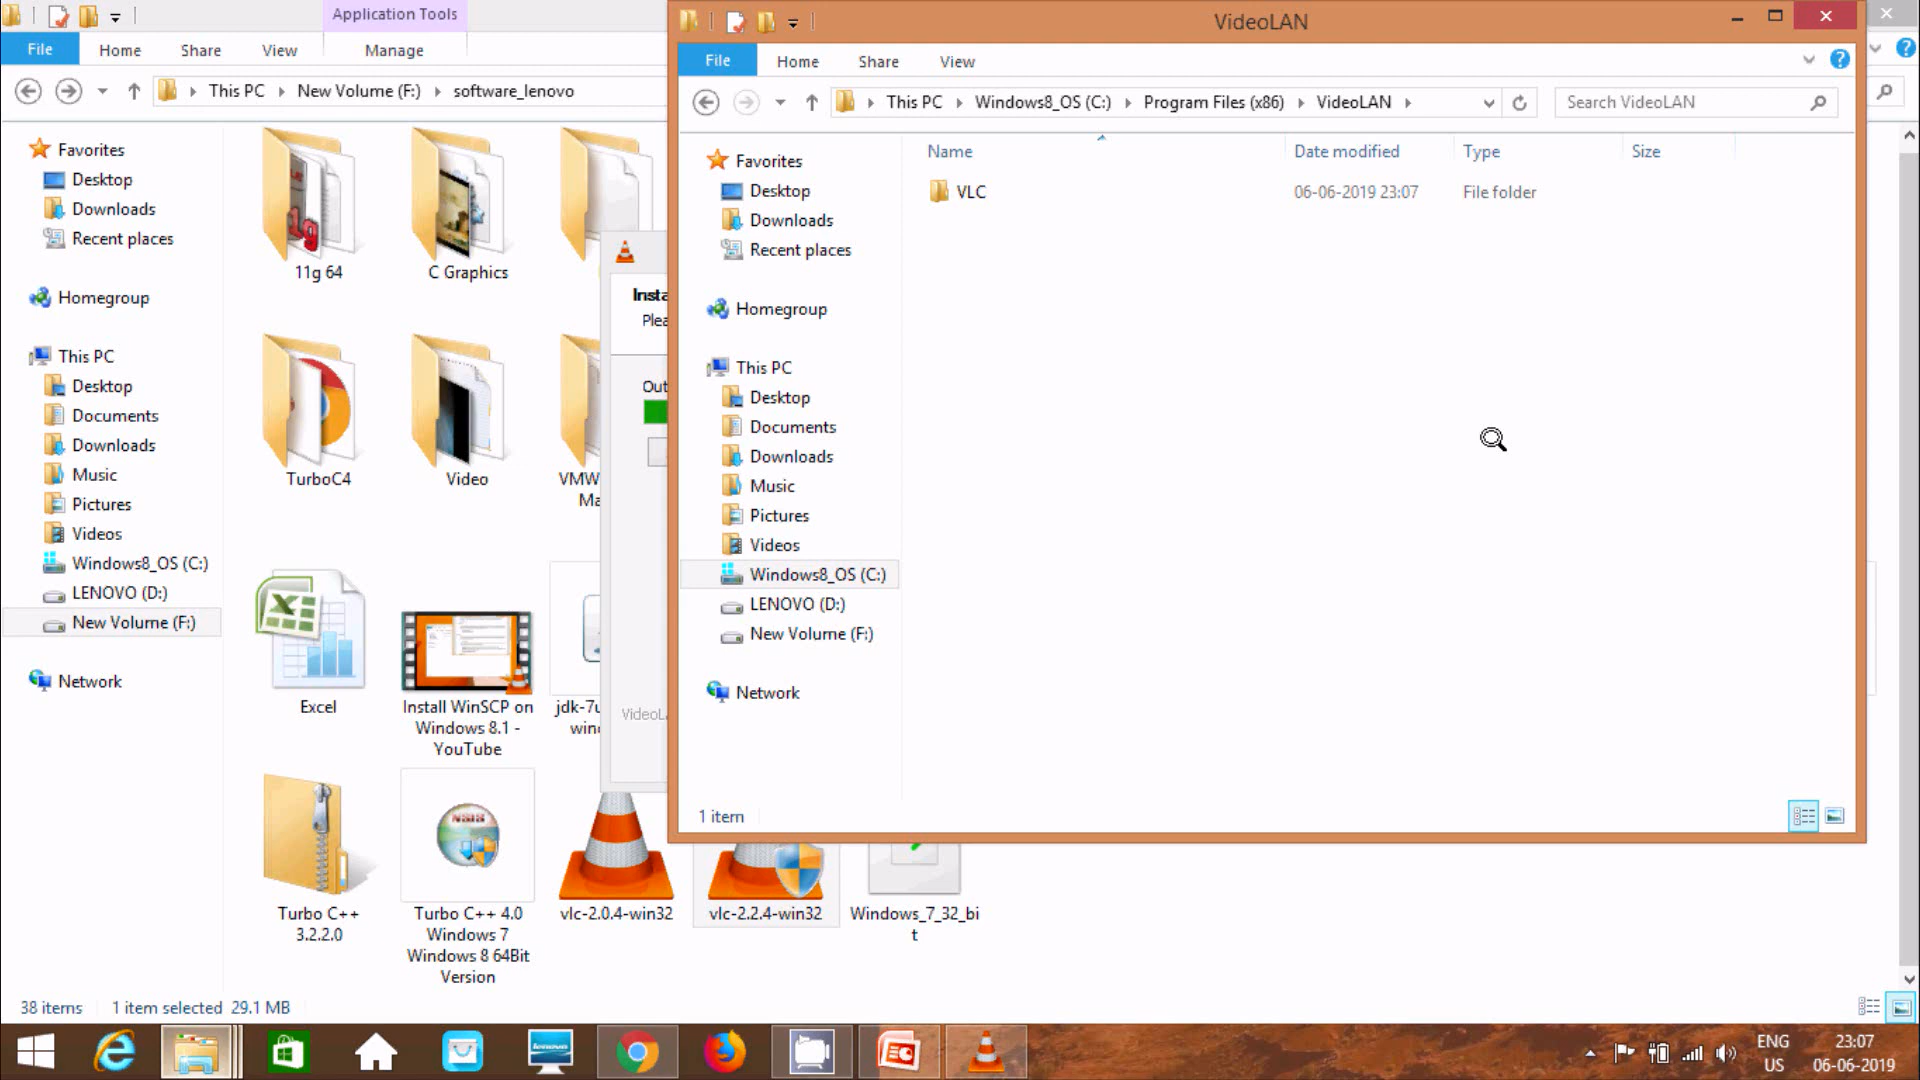 Application Tools
File
Home
Share
View
Manage
This PC
New Volume (F:)
software_lenovo
Favorites
Desktop
Downloads
Recent places
Homegroup
This PC
Desktop
Documents
Downloads
Music
Pictures
Videos
Windows8_OS (C:)
LENOVO (D:)
New Volume (F:)
Network
11g 64
C Graphics
TurboC4
Video
VMW
Ma
Excel
Install WinSCP on
Windows 8.1 -
YouTube
jdk-7u
wind
Turbo C++
3.2.2.0
Turbo C++ 4.0
Windows 7
Windows 8 64Bit
Version
vlc-2.0.4-win32
vlc-2.2.4-win32
Windows_7_32_bi
t
38 items
1 item selected 29.1 MB
Insta
Plea
Out
VideoL
VideoLAN
File
Home
Share
View
This PC
Windows8_OS (C:)
Program Files (x86)
VideoLAN
Search VideoLAN
Favorites
Desktop
Downloads
Recent places
Homegroup
This PC
Desktop
Documents
Downloads
Music
Pictures
Videos
Windows8_OS (C:)
LENOVO (D:)
New Volume (F:)
Network
Name
Date modified
Type
Size
VLC
06-06-2019 23:07
File folder
1 item
ENG
US
23:07
06-06-2019